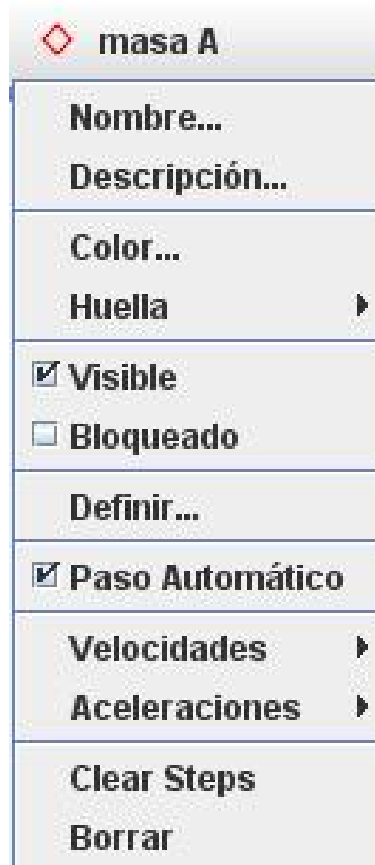 masa A
Nombre...
Descripción...
Color...
Huella
Visible
Bloqueado
Definir...
Paso Automático
Velocidades
Aceleraciones
Clear Steps
Borrar